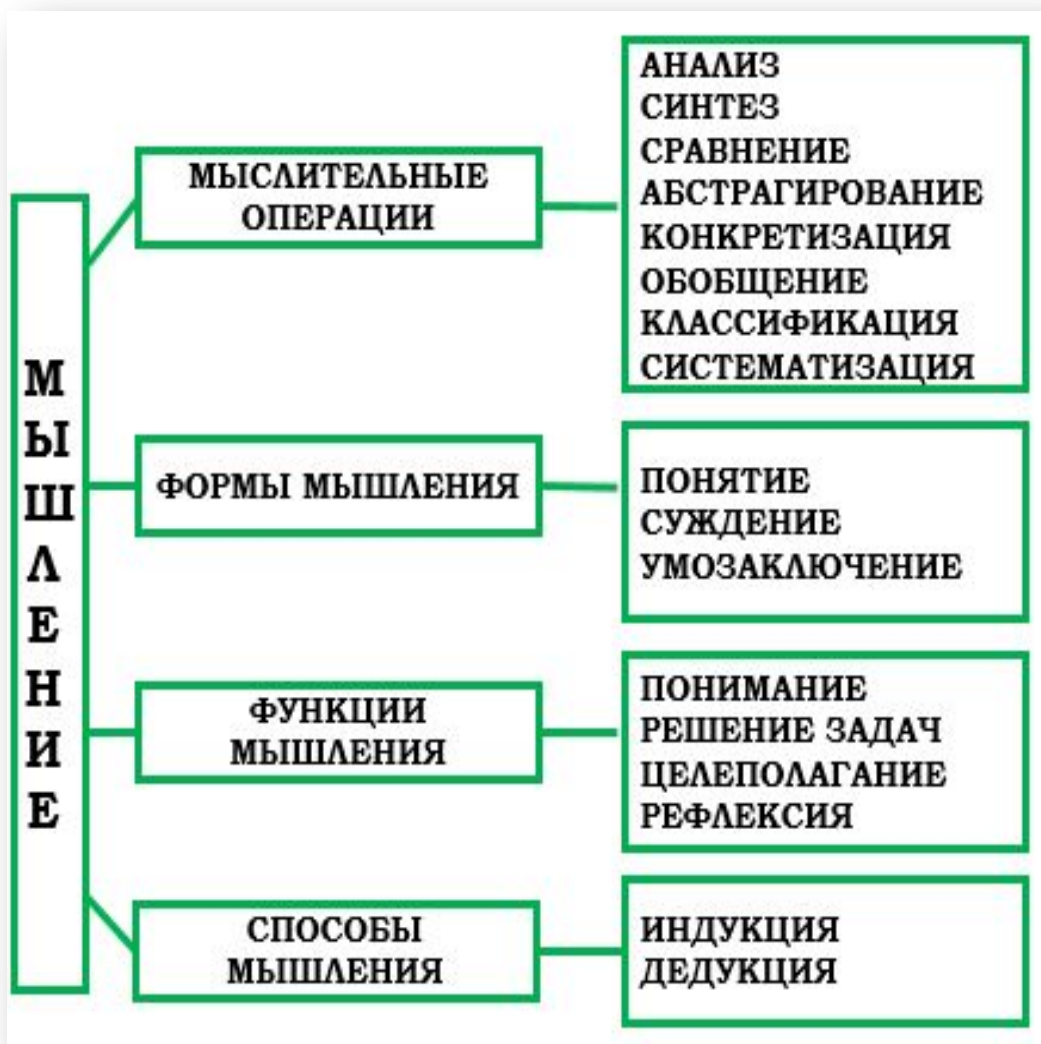 МЫШЛЕНИЕ
МЫСЛИТЕЛЬНЫЕ
ОПЕРАЦИИ
АНАЛИЗ
СИНТЕЗ
СРАВНЕНИЕ
АБСТРАГИРОВАНИЕ
КОНКРЕТИЗАЦИЯ
ОБОБЩЕНИЕ
КЛАССИФИКАЦИЯ
СИСТЕМАТИЗАЦИЯ
ФОРМЫ МЫШЛЕНИЯ
ПОНЯТИЕ
СУЖДЕНИЕ
УМОЗАКЛЮЧЕНИЕ
ФУНКЦИИ
МЫШЛЕНИЯ
ПОНИМАНИЕ
РЕШЕНИЕ ЗАДАЧ
ЦЕЛЕПОЛАГАНИЕ
РЕФЛЕКСИЯ
СПОСОБЫ
МЫШЛЕНИЯ
ИНДУКЦИЯ
ДЕДУКЦИЯ